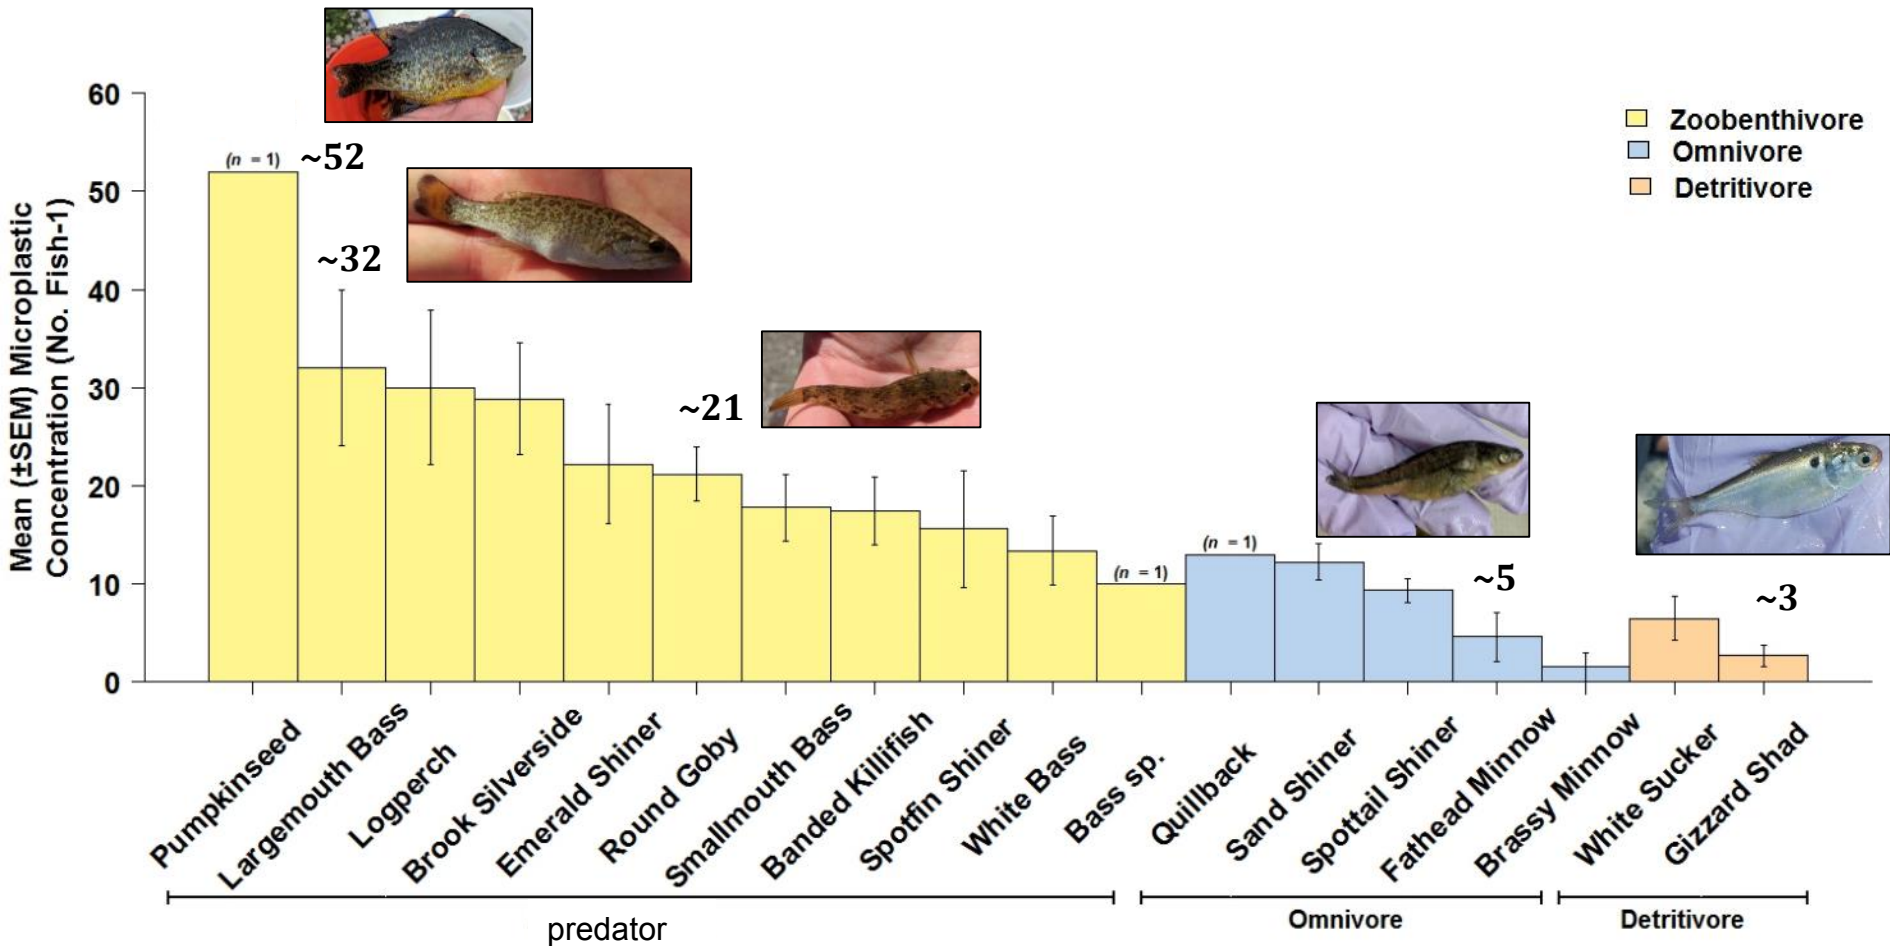 60
50
40
30
20
10
0
Mean (±SEM) Microplastic
Concentration (No. Fish-1)
(n = 1)
~52
~32
~21
(n = 1)
(n = 1)
~5
~3
Zoobenthivore
Omnivore
Detritivore
Pumpkinseed
Largemouth Bass
Logperch
Brook Silverside
Emerald Shiner
Round Goby
Smallmouth Bass
Banded Killifish
Spotfin Shiner
White Bass
Bass sp.
Quillback
Sand Shiner
Spottail Shiner
Fathead Minnow
Brassy Minnow
White Sucker
Gizzard Shad
predator
Omnivore
Detritivore